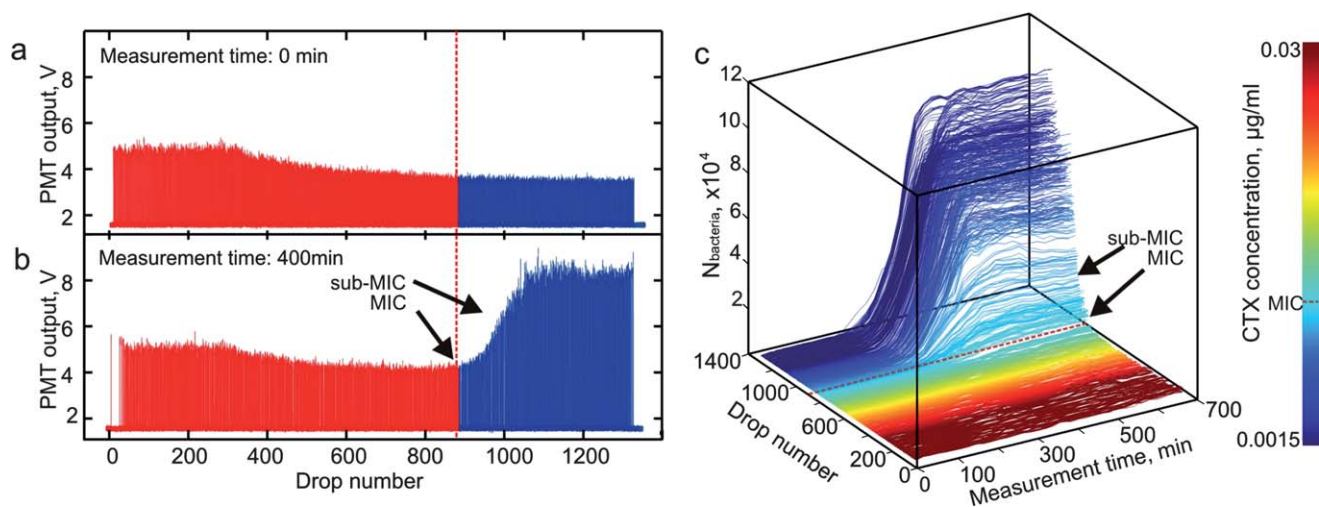 a
Measurement time: 0 min
PMT output, V
8
6
4
2
b
Measurement time: 400min
sub-MIC
MIC
PMT output, V
8
6
4
2
0 200 400 600 800 1000 1200
Drop number
c
Nbacteria, x10⁴
12
10
8
6
4
2
1400
1000
600
200
0
Drop number
0
100
300
500
700
Measurement time, min
sub-MIC
MIC
0.03
CTX concentration, µg/ml
MIC
0.0015